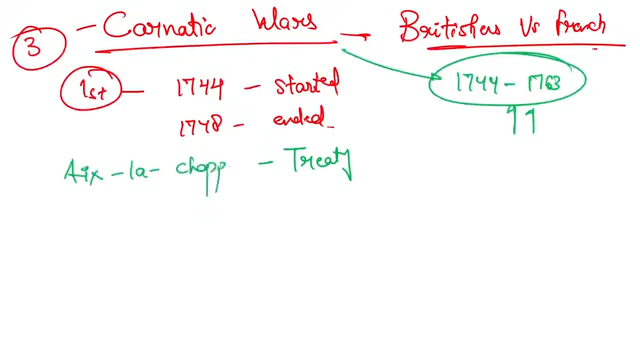 3 - Carnatic Wars - Britishers Vs french
1st - 1744 - started 1744 - 1763
1748 - ended
Aix - la - chapp - Treaty